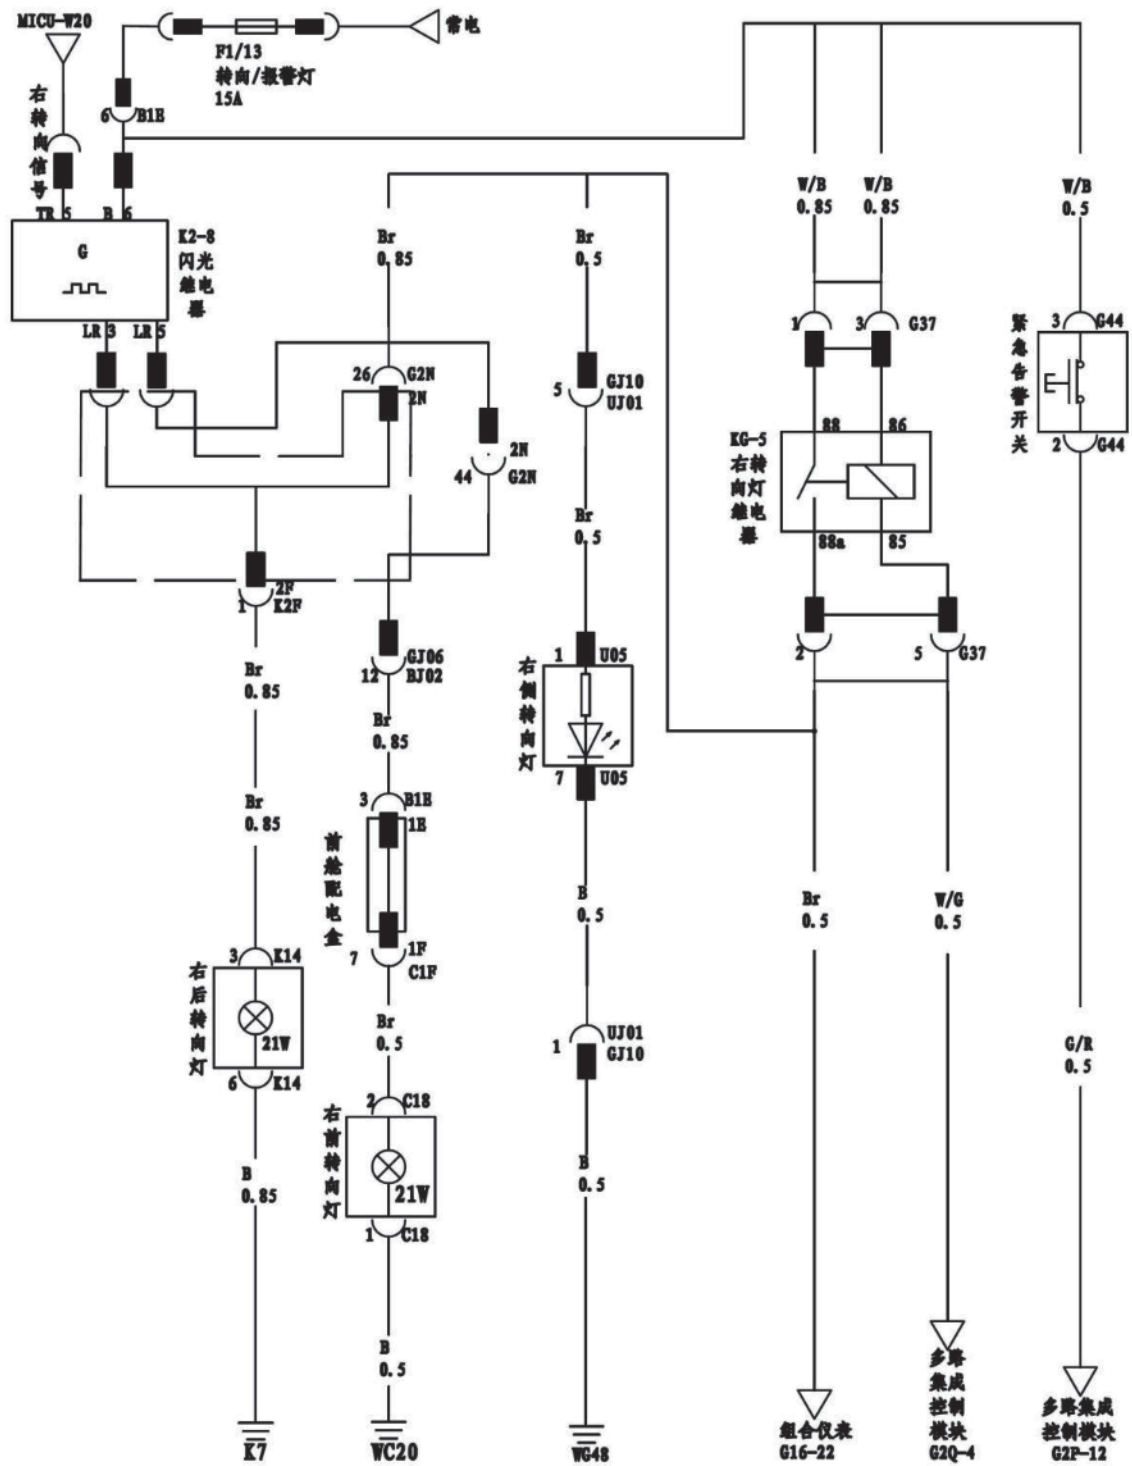 MICU-W20
常电
F1/13
转向/报警灯
15A
右转向信号
6 B1E
TR 5
B 6
G
K2-8
闪光
继电
器
LR 3
LR 5
Br
0.85
Br
0.5
W/B
0.85
W/B
0.85
W/B
0.5
26 G2N
2N
5 GJ10
UJ01
1
3 G37
紧急告警开关
3 G44
2 G44
2N
44 G2N
KG-5
右转
向灯
继电
器
88
86
88a
85
Br
0.5
2F
1 K2F
2
5 G37
GJ06
12 BJ02
Br
0.85
Br
0.85
右侧转向灯
1 U05
7 U05
Br
0.85
前舱配电盒
3 B1E
1E
1F
7 C1F
B
0.5
Br
0.5
W/G
0.5
右后转向灯
3 K14
21W
6 K14
Br
0.5
UJ01
1 GJ10
G/R
0.5
右前转向灯
2 C18
21W
1 C18
B
0.85
B
0.5
B
0.5
K7
WC20
WG48
组合仪表
G16-22
多路
集成
控制
模块
G2Q-4
多路集成
控制模块
G2P-12